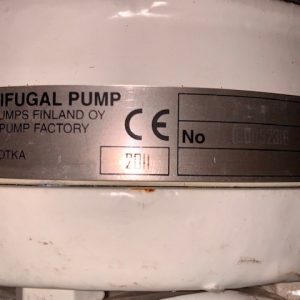 IFUGAL PUMP
UMPS FINLAND OY
PUMP FACTORY
CE
No
OTKA
2011